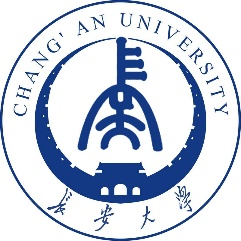 CHANG' AN UNIVERSITY
长安大学